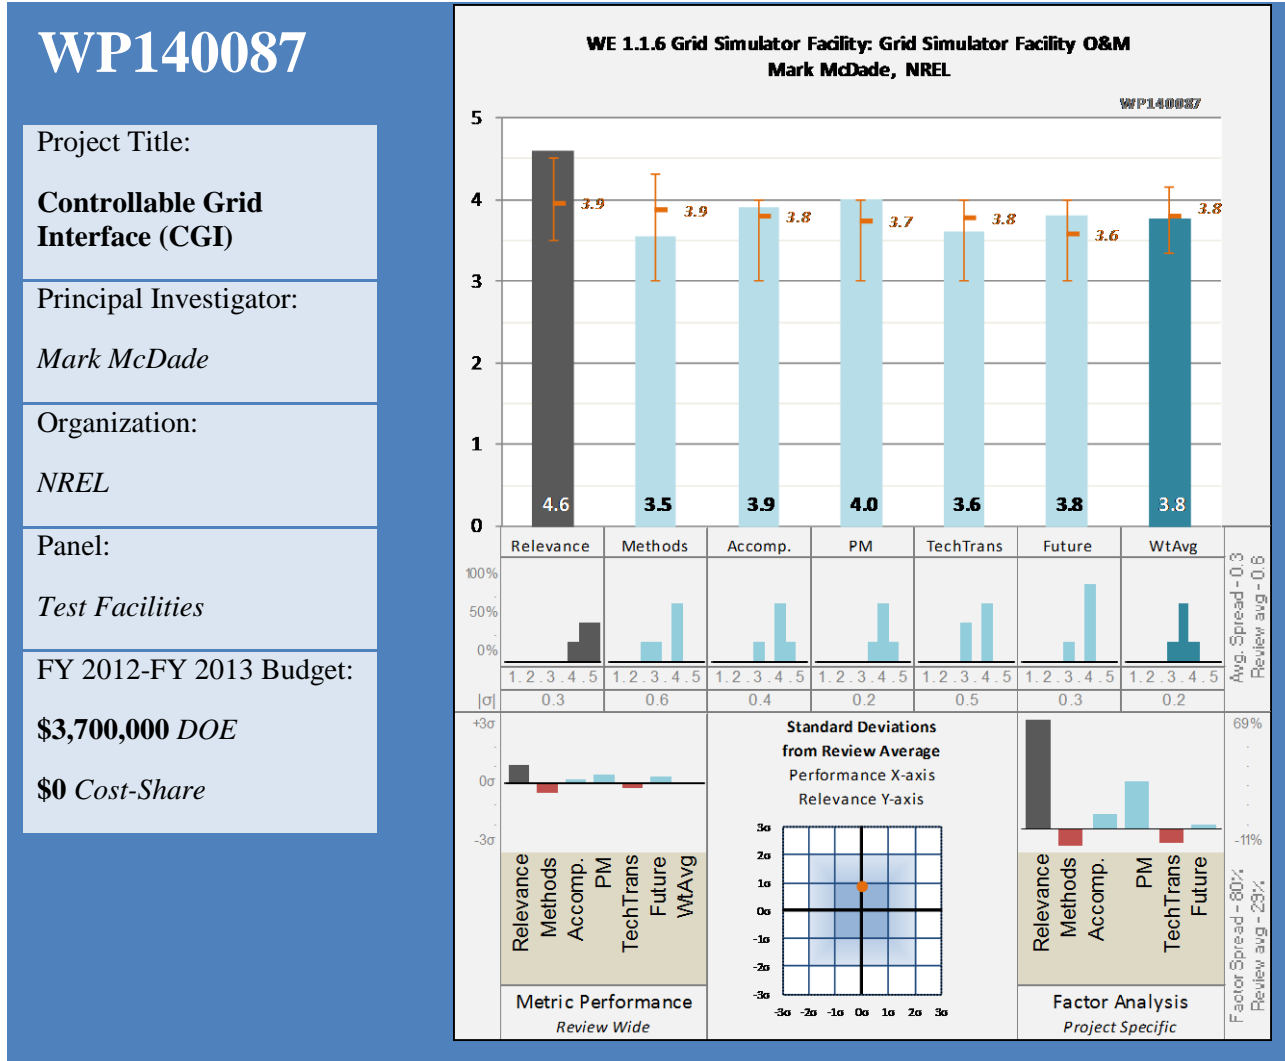 WP140087
Project Title:
Controllable Grid
Interface (CGI)
Principal Investigator:
Mark McDade
Organization:
NREL
Panel:
Test Facilities
FY 2012-FY 2013 Budget:
$3,700,000 DOE
$0 Cost-Share
WE 1.1.6 Grid Simulator Facility: Grid Simulator Facility O&M
Mark McDade, NREL
WP140087
5
4
3
2
1
0
3.9
3.9
3.8
3.7
3.8
3.6
3.8
4.6
3.5
3.9
4.0
3.6
3.8
3.8
Relevance Methods Accomp. PM TechTrans Future WtAvg
100%
50%
0%
1.2.3.4.5 1.2.3.4.5 1.2.3.4.5 1.2.3.4.5 1.2.3.4.5 1.2.3.4.5 1.2.3.4.5
|σ| 0.3 0.6 0.4 0.2 0.5 0.3 0.2
Avg. Spread - 0.3
Review avg - 0.6
+3σ
0σ
-3σ
Relevance
Methods
Accomp.
PM
TechTrans
Future
WtAvg
Metric Performance
Review Wide
Standard Deviations
from Review Average
Performance X-axis
Relevance Y-axis
3σ
2σ
1σ
0σ
-1σ
-2σ
-3σ
-3σ -2σ -1σ 0σ 1σ 2σ 3σ
69%
-11%
Relevance
Methods
Accomp.
PM
TechTrans
Future
Factor Analysis
Project Specific
Factor Spread - 80%
Review avg - 29%